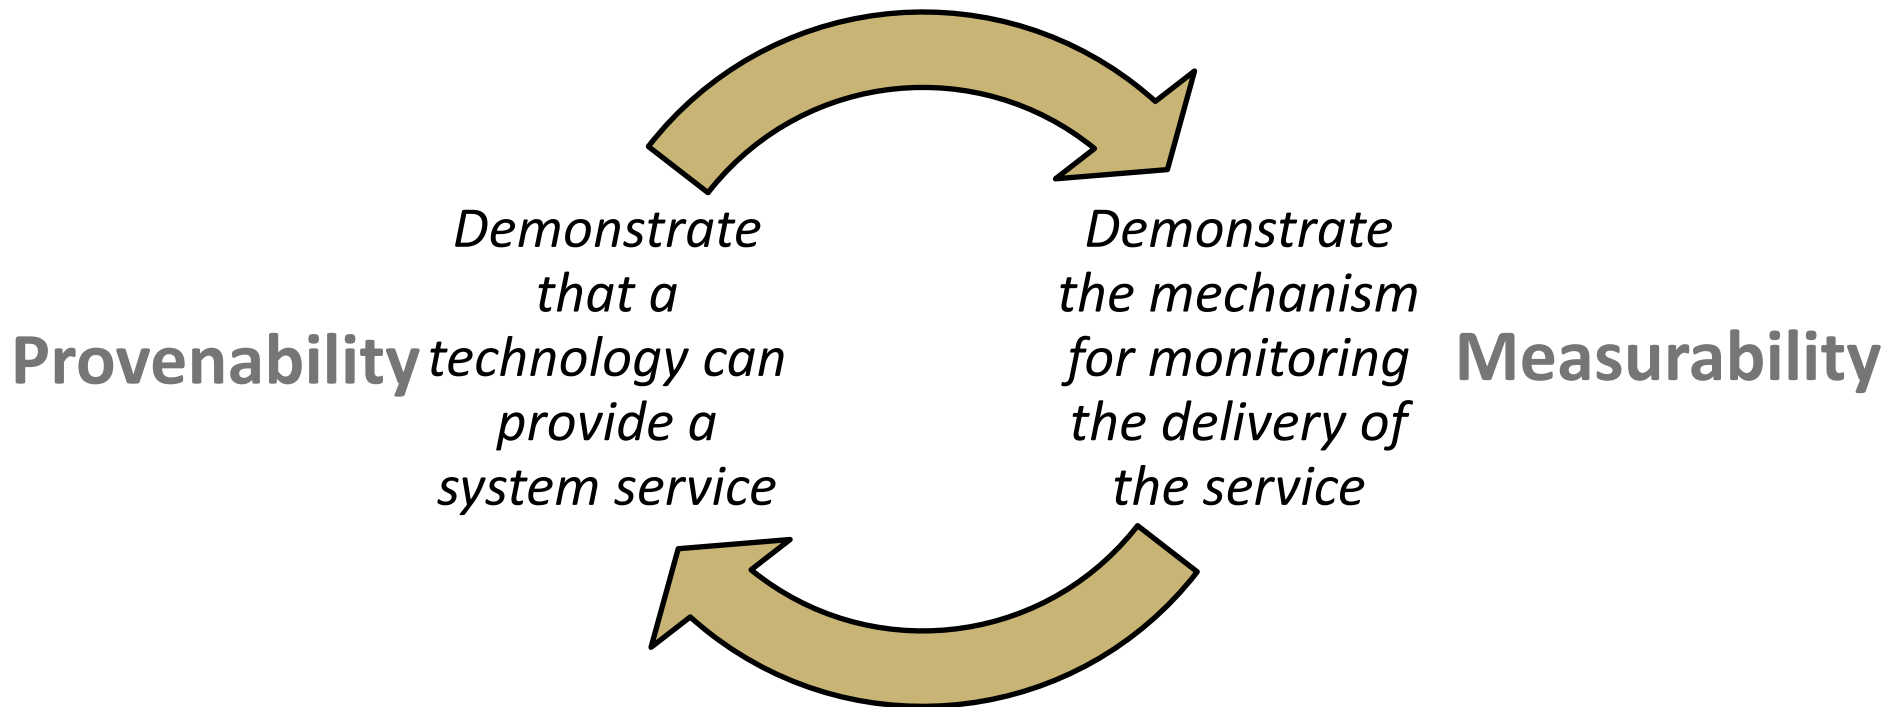 Provenability
Demonstrate
that a
technology can
provide a
system service
Demonstrate
the mechanism
for monitoring
the delivery of
the service
Measurability